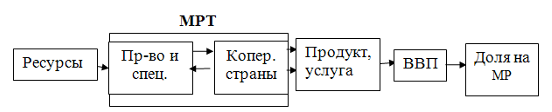 МРТ
Ресурсы
Пр-во и
спец.
Копер.
страны
Продукт,
услуга
ВВП
Доля на
МР